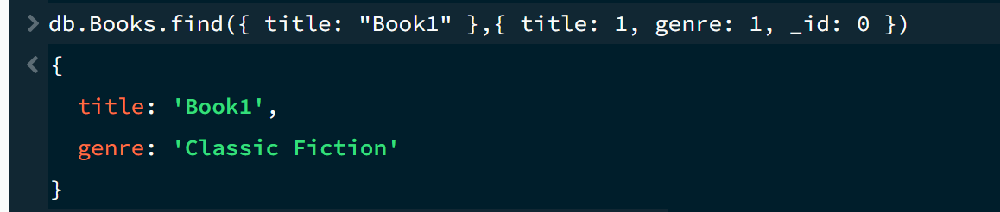 > db.Books.find({ title: "Book1" },{ title: 1, genre: 1, _id: 0 })
< {
title: 'Book1',
genre: 'Classic Fiction'
}